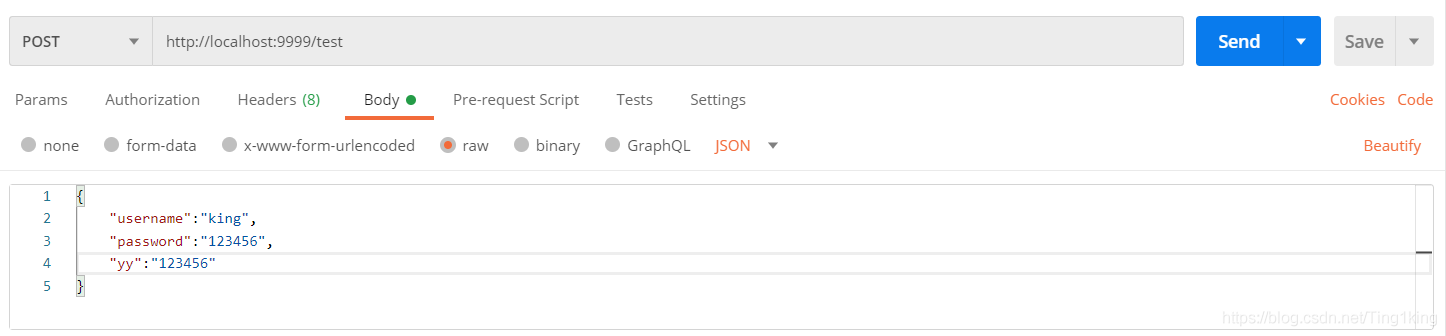 POST http://localhost:9999/test Send Save
Params Authorization Headers (8) Body Pre-request Script Tests Settings Cookies Code
none form-data x-www-form-urlencoded raw binary GraphQL JSON Beautify
1 {
2 "username":"king",
3 "password":"123456",
4 "yy":"123456"
5 }
https://blog.csdn.net/Ting1king